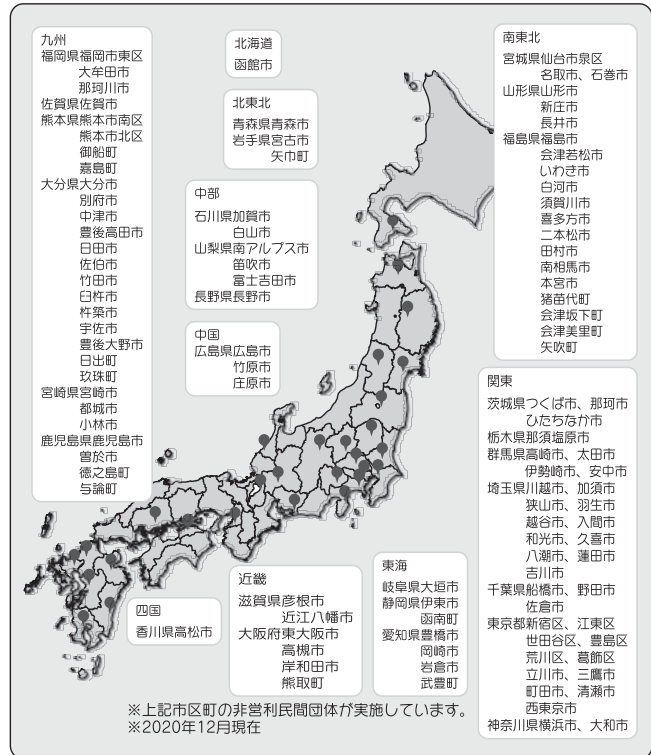 九州
福岡県福岡市東区
大牟田市
那珂川市
佐賀県佐賀市
熊本県熊本市南区
熊本市北区
御船町
嘉島町
大分県大分市
別府市
中津市
豊後高田市
日田市
佐伯市
竹田市
臼杵市
杵築市
宇佐市
豊後大野市
日出町
玖珠町
宮崎県宮崎市
都城市
小林市
鹿児島県鹿児島市
曽於市
徳之島町
与論町
北海道
函館市
北東北
青森県青森市
岩手県宮古市
矢巾町
中部
石川県加賀市
白山市
山梨県南アルプス市
笛吹市
富士吉田市
長野県長野市
中国
広島県広島市
竹原市
庄原市
南東北
宮城県仙台市泉区
名取市、石巻市
山形県山形市
新庄市
長井市
福島県福島市
会津若松市
いわき市
白河市
須賀川市
喜多方市
二本松市
田村市
南相馬市
本宮市
猪苗代町
会津坂下町
会津美里町
矢吹町
関東
茨城県つくば市、那珂市
ひたちなか市
栃木県那須塩原市
群馬県高崎市、太田市
伊勢崎市、安中市
埼玉県川越市、加須市
狭山市、羽生市
越谷市、入間市
和光市、久喜市
八潮市、蓮田市
吉川市
千葉県船橋市、野田市
佐倉市
東京都新宿区、江東区
世田谷区、豊島区
荒川区、葛飾区
立川市、三鷹市
町田市、清瀬市
西東京市
神奈川県横浜市、大和市
四国
香川県高松市
近畿
滋賀県彦根市
近江八幡市
大阪府東大阪市
高槻市
岸和田市
熊取町
東海
岐阜県大垣市
静岡県伊東市
函南町
愛知県豊橋市
岡崎市
岩倉市
武豊町
※上記市区町の非営利民間団体が実施しています。
※2020年12月現在